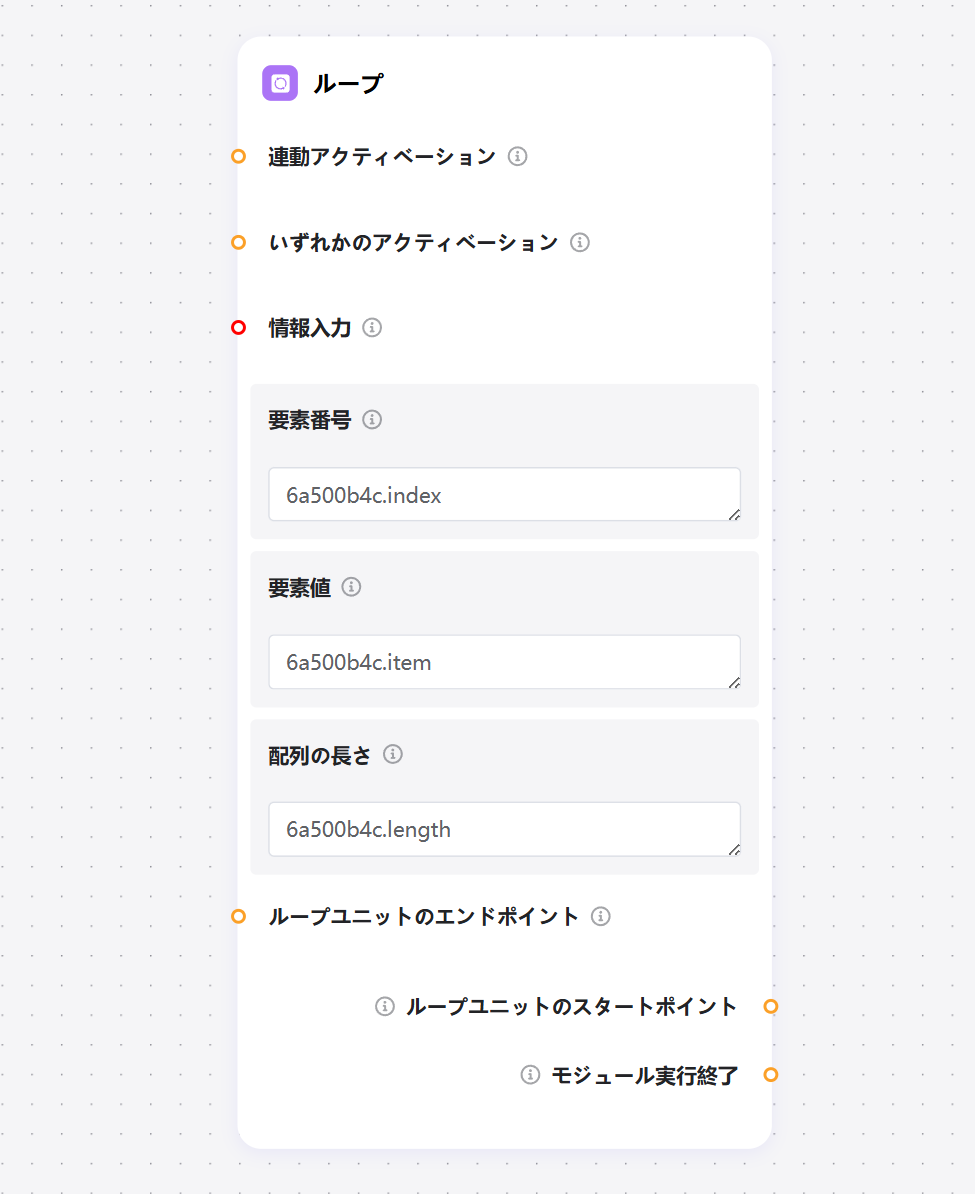 ループ
連動アクティベーション
いずれかのアクティベーション
情報入力
要素番号
6a500b4c.index
要素値
6a500b4c.item
配列の長さ
6a500b4c.length
ループユニットのエンドポイント
ループユニットのスタートポイント
モジュール実行終了